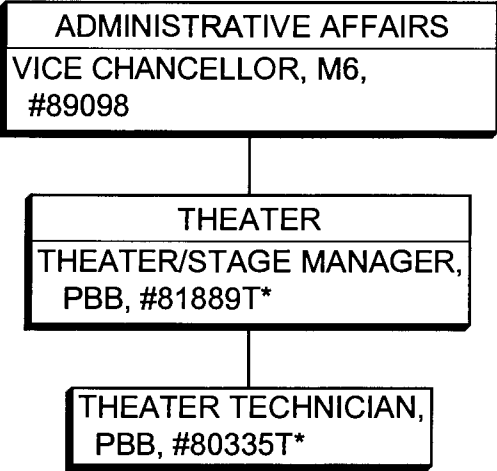 ADMINISTRATIVE AFFAIRS
VICE CHANCELLOR, M6,
#89098
THEATER
THEATER/STAGE MANAGER,
PBB, #81889T*
THEATER TECHNICIAN,
PBB, #80335T*